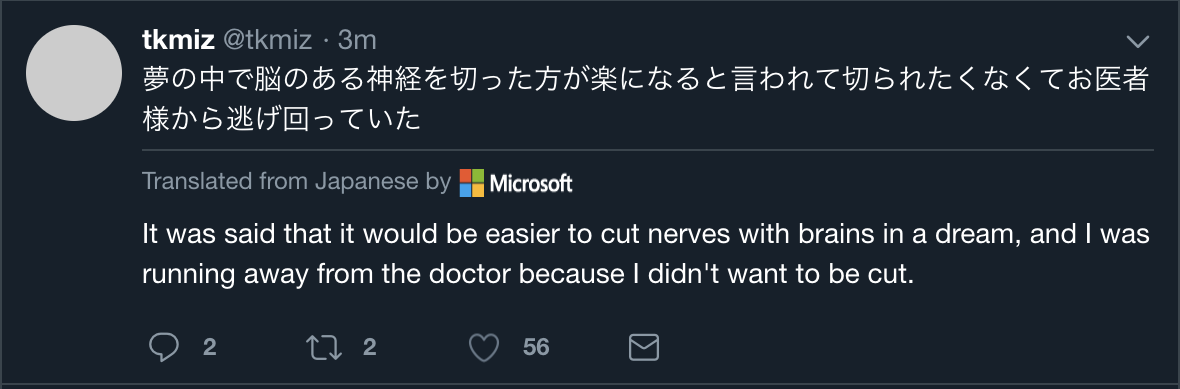 tkmiz @tkmiz · 3m
夢の中で脳のある神経を切った方が楽になると言われて切られたくなくてお医者
様から逃げ回っていた
Translated from Japanese by Microsoft
It was said that it would be easier to cut nerves with brains in a dream, and I was
running away from the doctor because I didn't want to be cut.
2 2 56